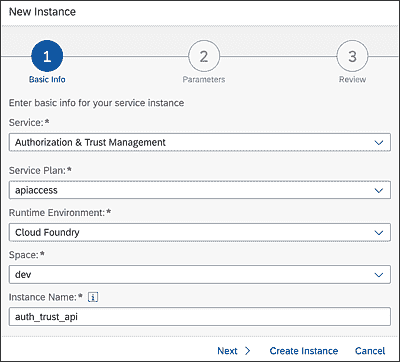 New Instance
1 2 3
Basic Info Parameters Review
Enter basic info for your service instance
Service:*
Authorization & Trust Management
Service Plan:*
apiaccess
Runtime Environment:*
Cloud Foundry
Space:*
dev
Instance Name:* i
auth_trust_api
Next Create Instance Cancel